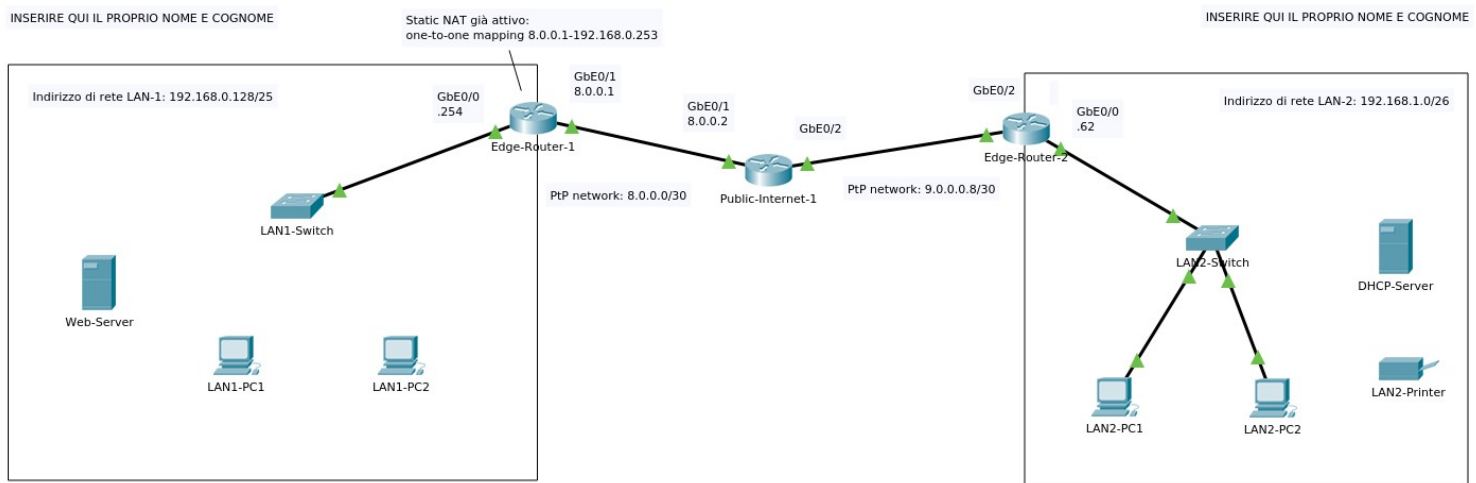 INSERIRE QUI IL PROPRIO NOME E COGNOME
Static NAT già attivo:
one-to-one mapping 8.0.0.1-192.168.0.253
INSERIRE QUI IL PROPRIO NOME E COGNOME
Indirizzo di rete LAN-1: 192.168.0.128/25
GbE0/0
.254
GbE0/1
8.0.0.1
Edge-Router-1
GbE0/1
8.0.0.2
GbE0/2
Public-Internet-1
PtP network: 8.0.0.0/30
PtP network: 9.0.0.0.8/30
GbE0/2
GbE0/0
.62
Edge-Router-2
Indirizzo di rete LAN-2: 192.168.1.0/26
LAN1-Switch
Web-Server
LAN1-PC1
LAN1-PC2
LAN2-Switch
DHCP-Server
LAN2-Printer
LAN2-PC1
LAN2-PC2